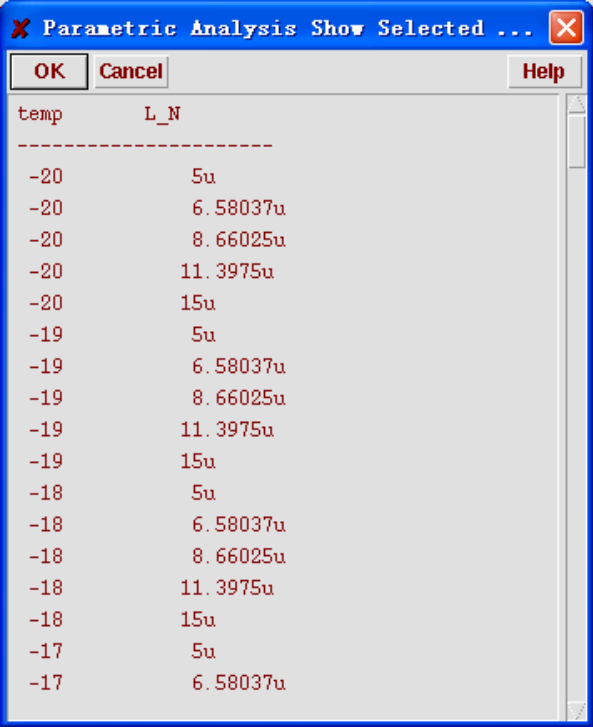 Parametric Analysis Show Selected ...
OK Cancel Help
temp L_N
----------------------
-20 5u
-20 6.58037u
-20 8.66025u
-20 11.3975u
-20 15u
-19 5u
-19 6.58037u
-19 8.66025u
-19 11.3975u
-19 15u
-18 5u
-18 6.58037u
-18 8.66025u
-18 11.3975u
-18 15u
-17 5u
-17 6.58037u